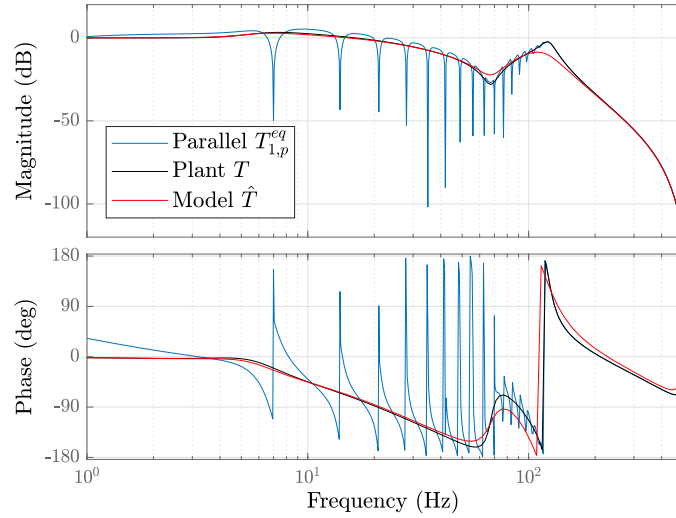 Magnitude (dB)
0
-50
-100
Parallel $T_{1,p}^{eq}$
Plant $T$
Model $\hat{T}$
Phase (deg)
180
90
0
-90
-180
$10^0$ $10^1$ $10^2$
Frequency (Hz)